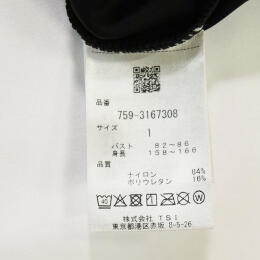 品番
759-3167308
サイズ
1
バスト 82~86
身長 158~166
品質
ナイロン 84%
ポリウレタン 16%
株式会社 TSI
東京都港区赤坂 8-5-26